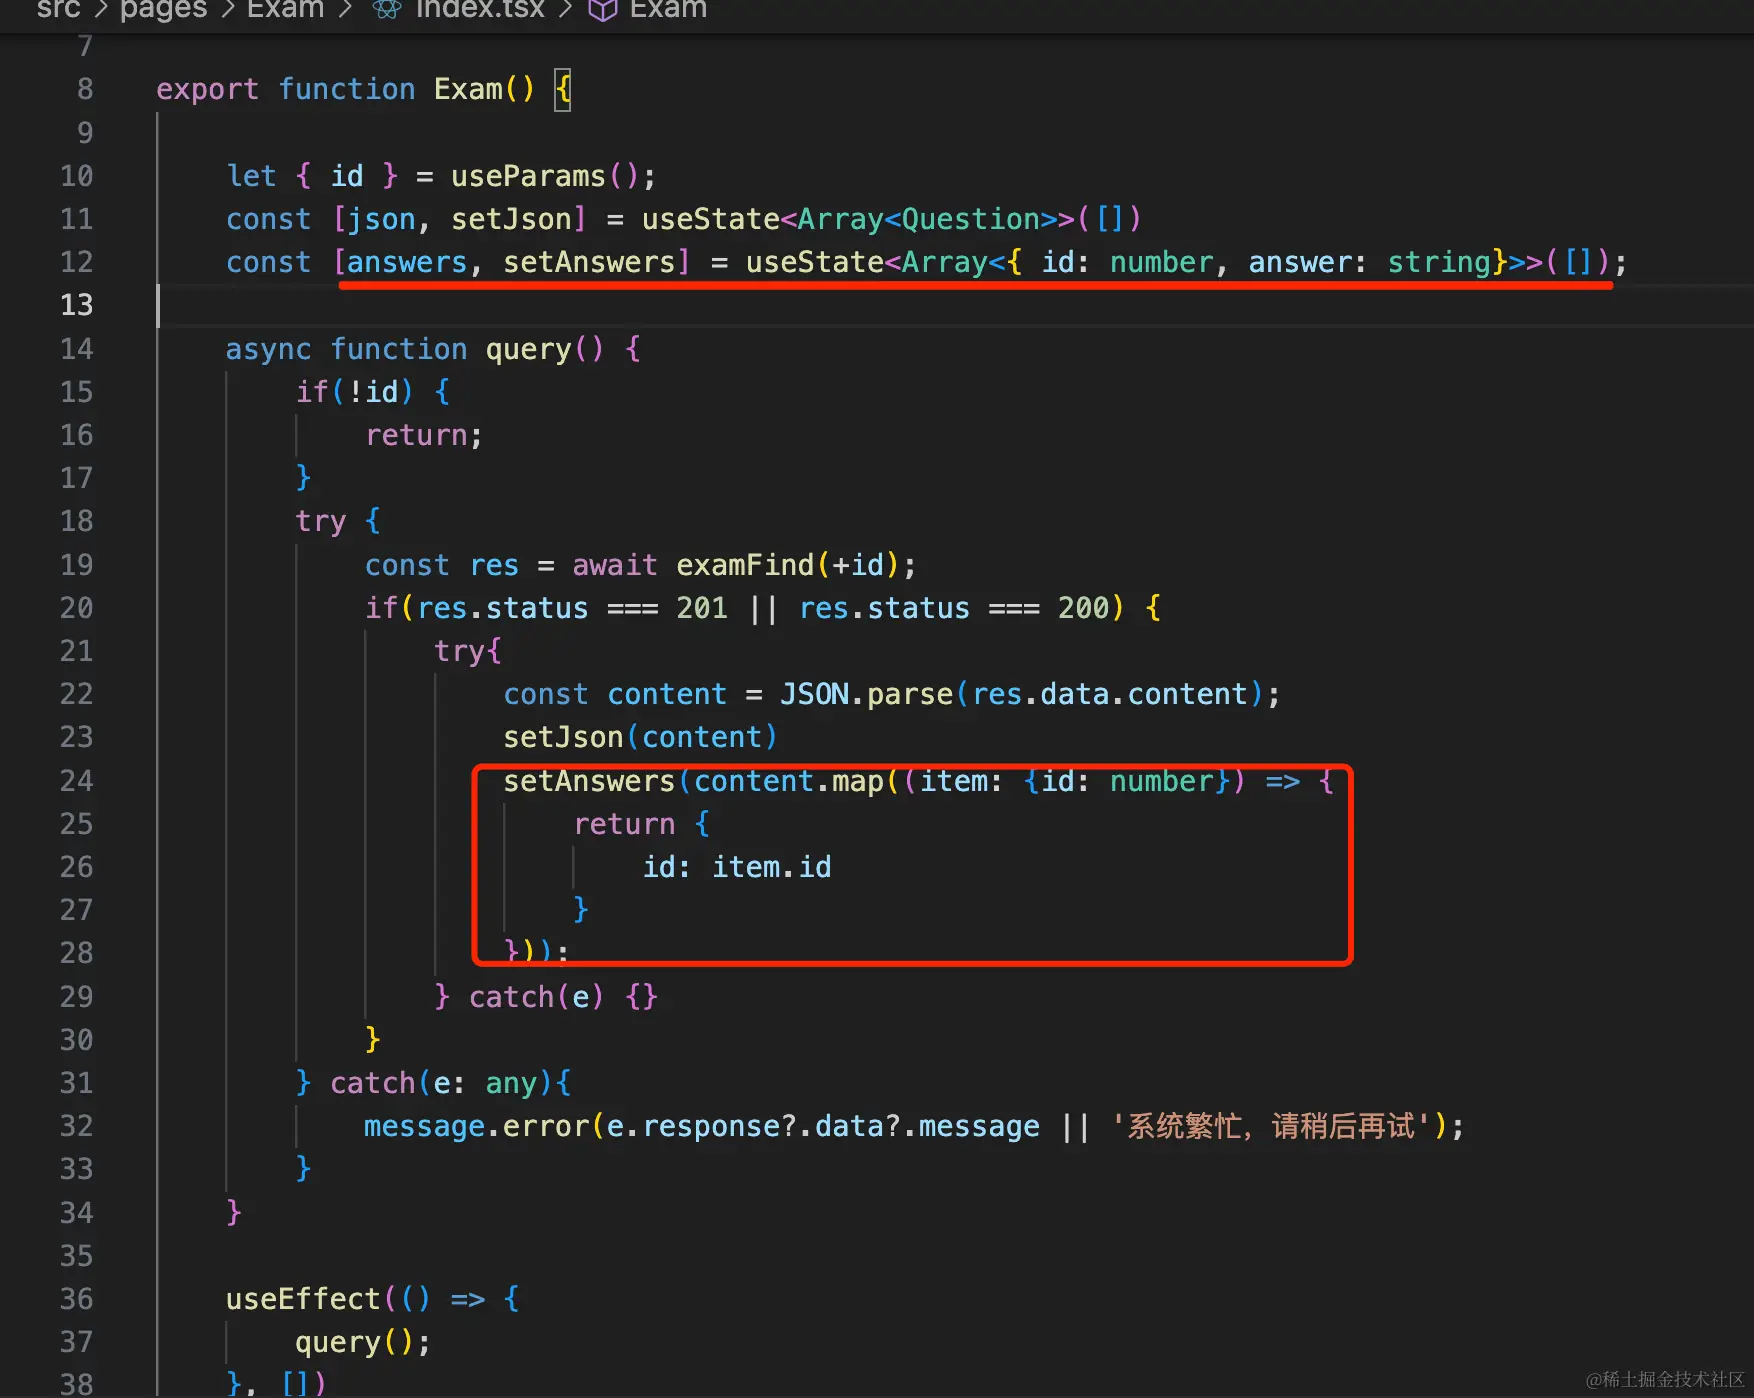 src > pages > Exam > index.tsx > Exam
7
8 export function Exam() {
9
10 let { id } = useParams();
11 const [json, setJson] = useState<Array<Question>>([])
12 const [answers, setAnswers] = useState<Array<{ id: number, answer: string}>>([]);
13
14 async function query() {
15 if(!id) {
16 return;
17 }
18 try {
19 const res = await examFind(+id);
20 if(res.status === 201 || res.status === 200) {
21 try{
22 const content = JSON.parse(res.data.content);
23 setJson(content)
24 setAnswers(content.map((item: {id: number}) => {
25 return {
26 id: item.id
27 }
28 }));
29 } catch(e) {}
30 }
31 } catch(e: any){
32 message.error(e.response?.data?.message || '系统繁忙，请稍后再试');
33 }
34 }
35
36 useEffect(() => {
37 query();
38 }, [])
@稀土掘金技术社区